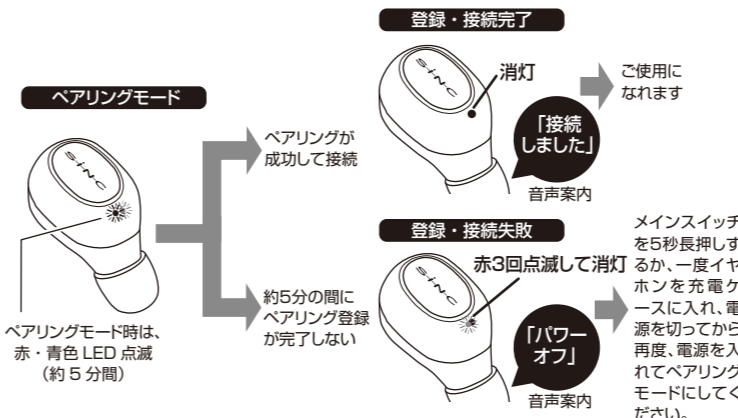 ペアリングモード
SiNC
ペアリングモード時は、
赤・青色 LED 点滅
(約 5 分間)
ペアリングが
成功して接続
約5分の間に
ペアリング登録
が完了しない
登録・接続完了
SiNC
消灯
「接続
しました」
音声案内
ご使用に
なれます
登録・接続失敗
SiNC
赤3回点滅して消灯
「パワー
オフ」
音声案内
メインスイッチ
を5秒長押しす
るか、一度イヤ
ホンを充電ケ
ースに入れ、電
源を切ってから
再度、電源を入
れてペアリング
モードにしてく
ださい。